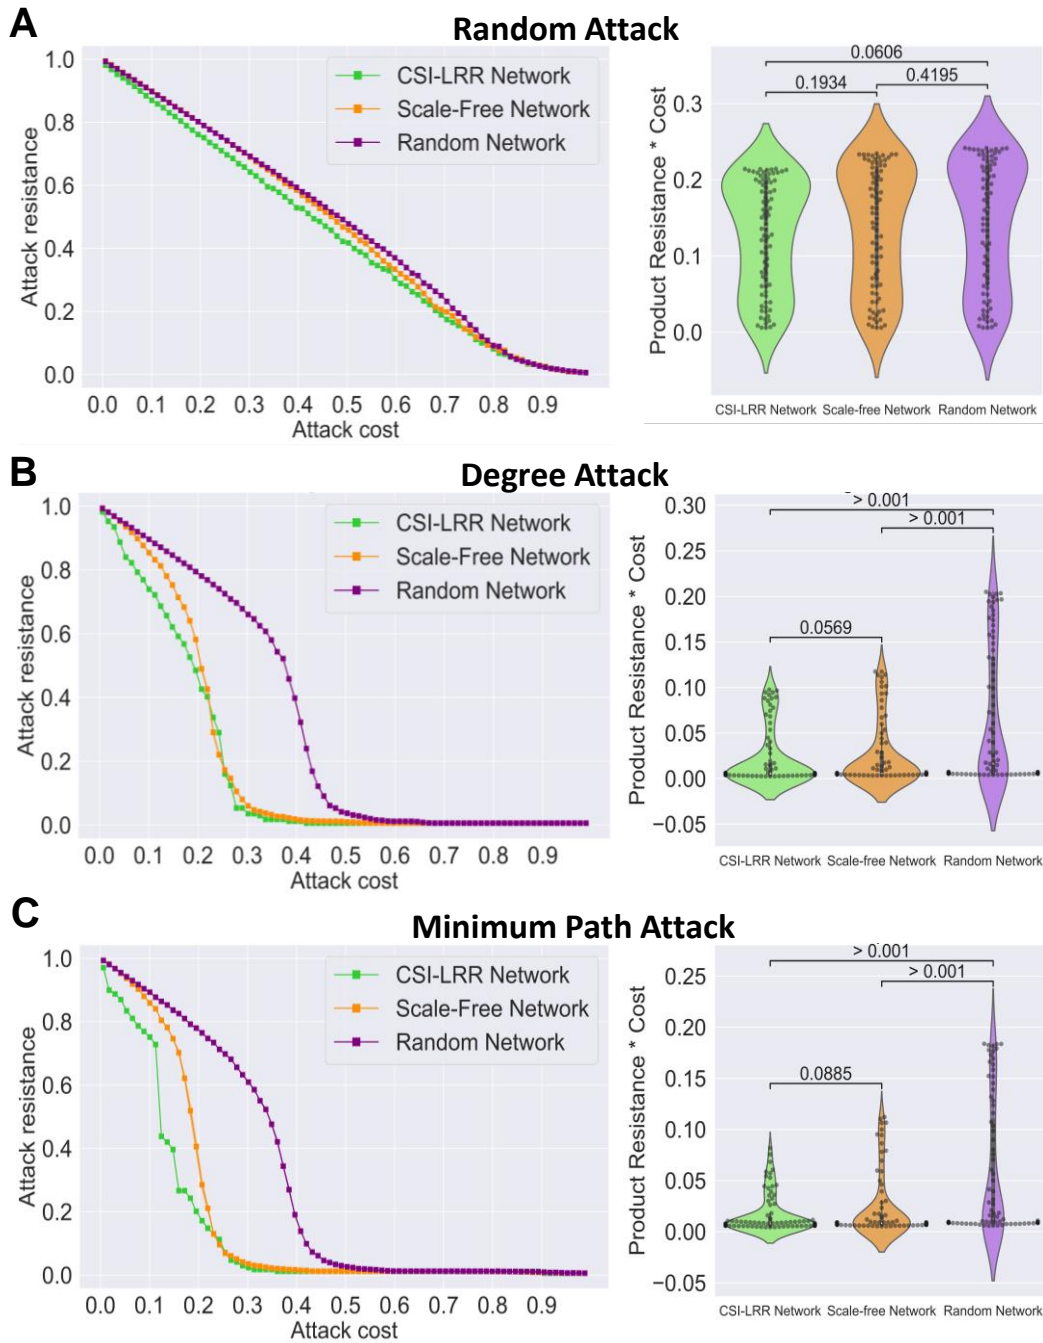 A
Random Attack
1.0
0.8
0.6
0.4
0.2
0.0
Attack resistance
CSI-LRR Network
Scale-Free Network
Random Network
0.0 0.1 0.2 0.3 0.4 0.5 0.6 0.7 0.8 0.9
Attack cost
0.3
0.2
0.1
0.0
Product Resistance * Cost
0.0606
0.1934
0.4195
CSI-LRR Network Scale-free Network Random Network
B
Degree Attack
1.0
0.8
0.6
0.4
0.2
0.0
Attack resistance
CSI-LRR Network
Scale-Free Network
Random Network
0.0 0.1 0.2 0.3 0.4 0.5 0.6 0.7 0.8 0.9
Attack cost
0.30
0.25
0.20
0.15
0.10
0.05
0.00
−0.05
Product Resistance * Cost
> 0.001
> 0.001
0.0569
CSI-LRR Network Scale-free Network Random Network
C
Minimum Path Attack
1.0
0.8
0.6
0.4
0.2
0.0
Attack resistance
CSI-LRR Network
Scale-Free Network
Random Network
0.0 0.1 0.2 0.3 0.4 0.5 0.6 0.7 0.8 0.9
Attack cost
0.25
0.20
0.15
0.10
0.05
0.00
−0.05
Product Resistance * Cost
> 0.001
> 0.001
0.0885
CSI-LRR Network Scale-free Network Random Network